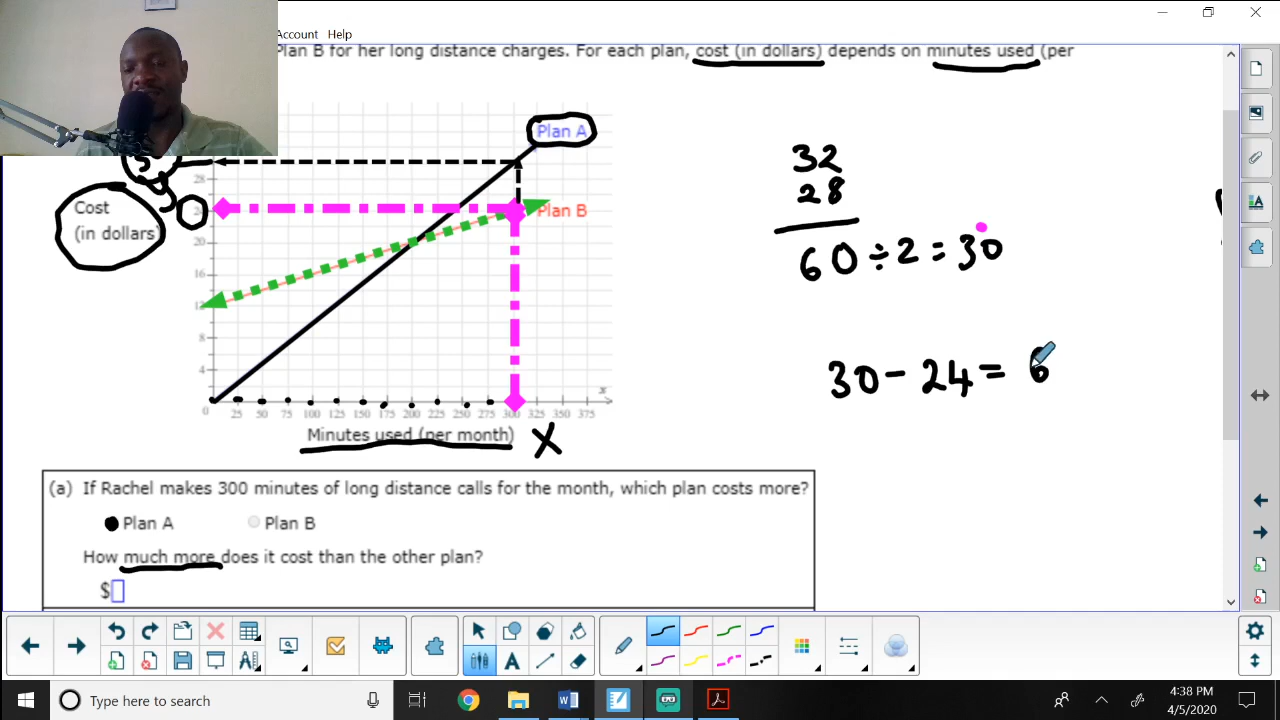 Account Help
Plan B for her long distance charges. For each plan, cost (in dollars) depends on minutes used (per
Plan A
28
Cost
(in dollars)
Plan B
20
16
12
8
4
0
x
25 50 75 100 125 150 175 200 225 250 275 300 325 350 375
Minutes used (per month)
X
32
28
60 ÷ 2 = 30
30 - 24 = 6
(a) If Rachel makes 300 minutes of long distance calls for the month, which plan costs more?
Plan A Plan B
How much more does it cost than the other plan?
$
Type here to search
4:38 PM
4/5/2020